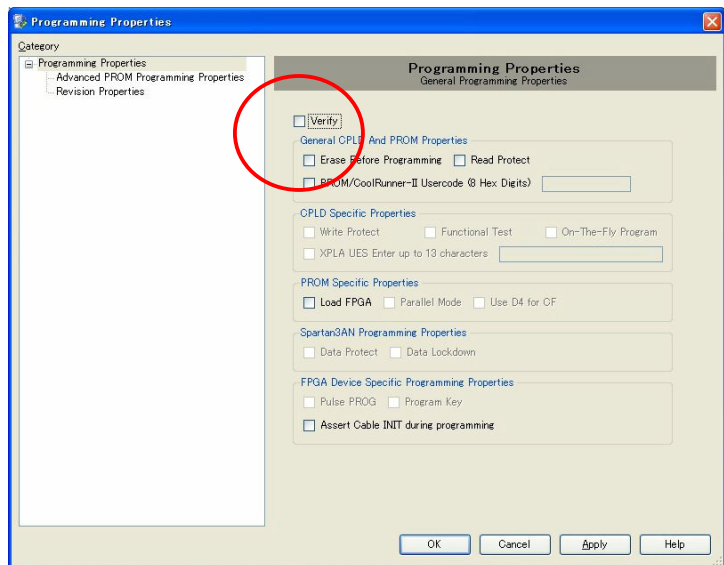 Programming Properties
Category
Programming Properties
Advanced PROM Programming Properties
Revision Properties
Programming Properties
General Programming Properties
Verify
General CPLD And PROM Properties
Erase Before Programming Read Protect
PROM/CoolRunner-II Usercode (8 Hex Digits)
CPLD Specific Properties
Write Protect Functional Test On-The-Fly Program
XPLA UES Enter up to 13 characters
PROM Specific Properties
Load FPGA Parallel Mode Use D4 for CF
Spartan3AN Programming Properties
Data Protect Data Lockdown
FPGA Device Specific Programming Properties
Pulse PROG Program Key
Assert Cable INIT during programming
OK Cancel Apply Help